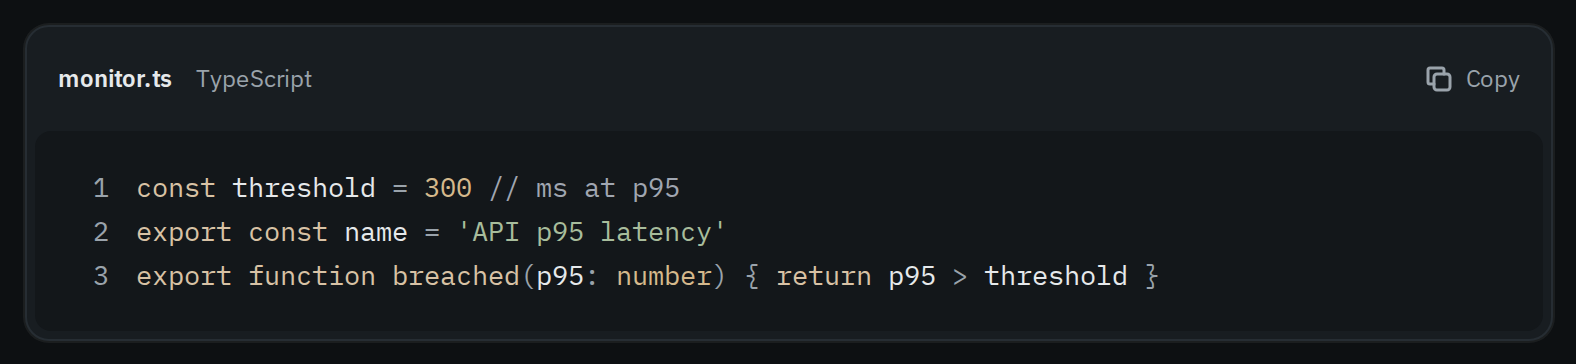 monitor.ts TypeScript Copy
1 const threshold = 300 // ms at p95
2 export const name = 'API p95 latency'
3 export function breached(p95: number) { return p95 > threshold }